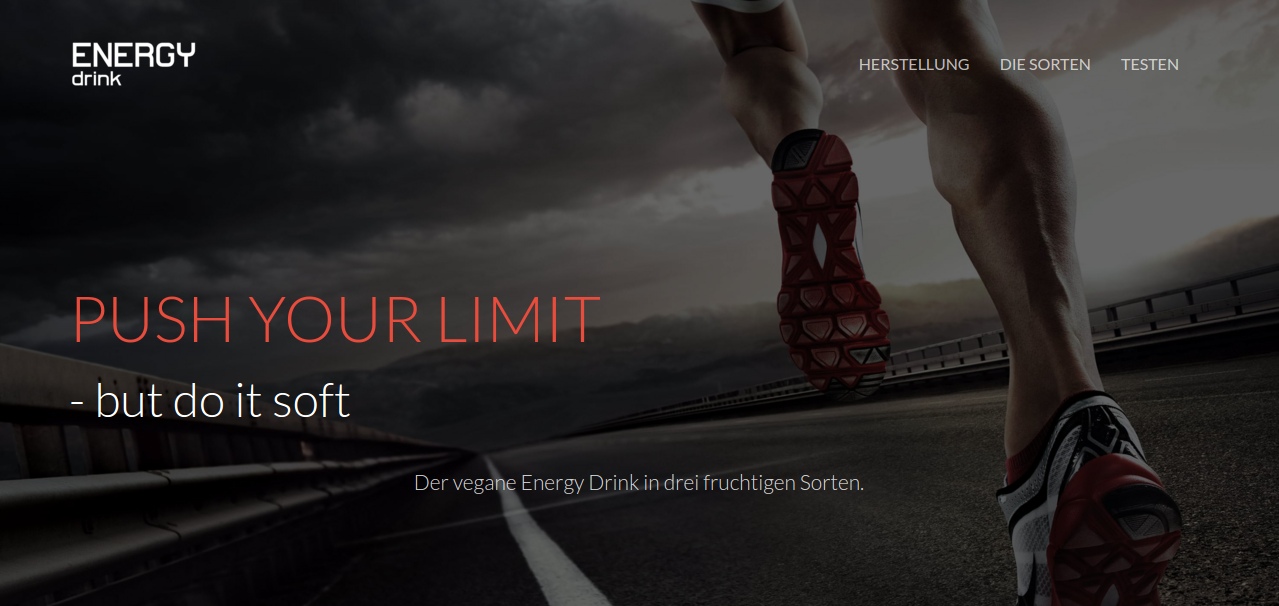 ENERGY
drink
HERSTELLUNG DIE SORTEN TESTEN
PUSH YOUR LIMIT
- but do it soft
Der vegane Energy Drink in drei fruchtigen Sorten.